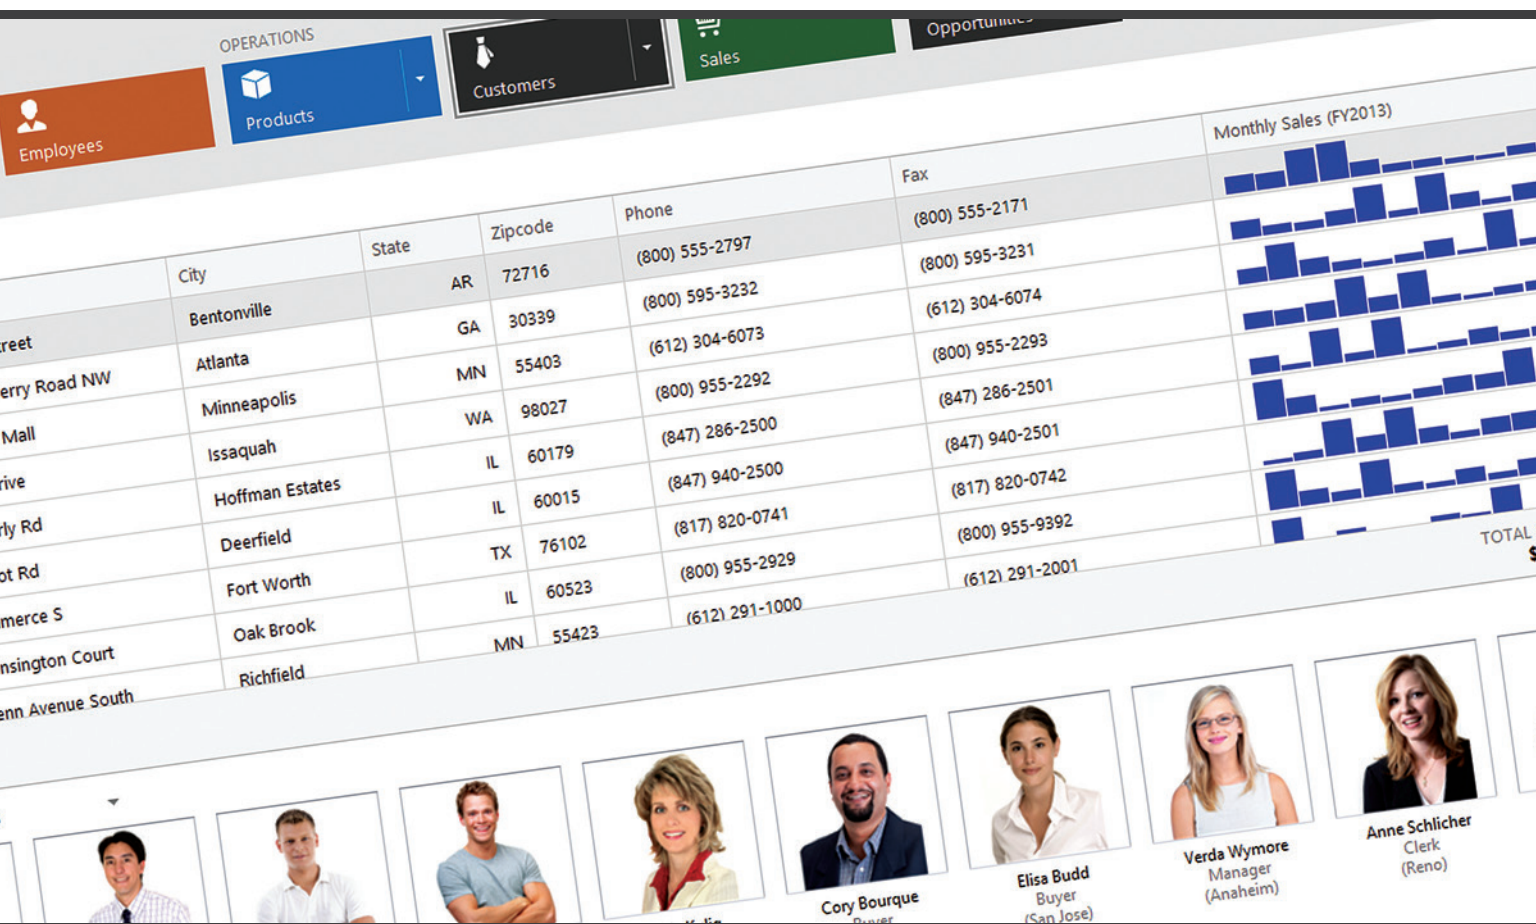 OPERATIONS
Employees
Products
Customers
Sales
Opportunities
City State Zipcode Phone Fax Monthly Sales (FY2013)
Bentonville AR 72716 (800) 555-2797 (800) 555-2171
erry Road NW Atlanta GA 30339 (800) 595-3232 (800) 595-3231
Mall Minneapolis MN 55403 (612) 304-6073 (612) 304-6074
Issaquah WA 98027 (800) 955-2292 (800) 955-2293
rly Rd Hoffman Estates IL 60179 (847) 286-2500 (847) 286-2501
ot Rd Deerfield IL 60015 (847) 940-2500 (847) 940-2501
merce S Fort Worth TX 76102 (817) 820-0741 (817) 820-0742
nsington Court Oak Brook IL 60523 (800) 955-2929 (800) 955-9392
enn Avenue South Richfield MN 55423 (612) 291-1000 (612) 291-2001
TOTAL
$
Cory Bourque
Buyer
Elisa Budd
Buyer
(San Jose)
Verda Wymore
Manager
(Anaheim)
Anne Schlicher
Clerk
(Reno)